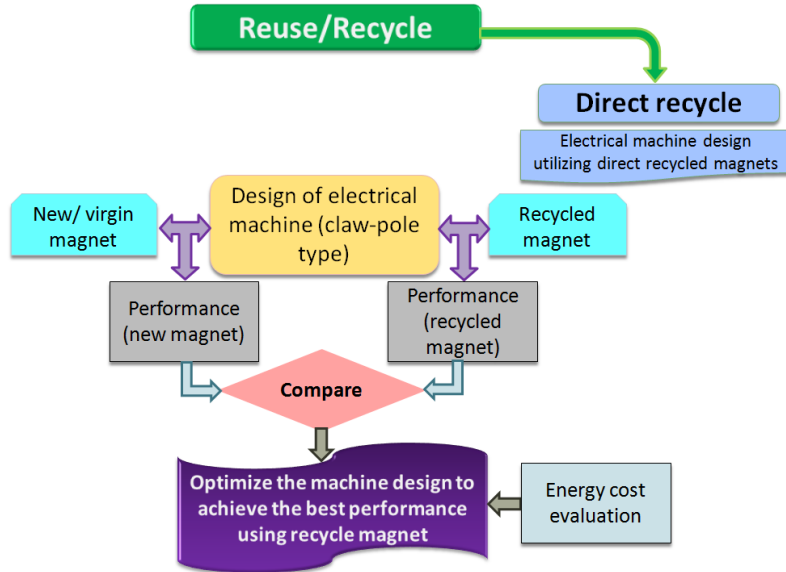 Reuse/Recycle
Direct recycle
Electrical machine design
utilizing direct recycled magnets
New/ virgin
magnet
Design of electrical
machine (claw-pole
type)
Recycled
magnet
Performance
(new magnet)
Performance
(recycled
magnet)
Compare
Optimize the machine design to
achieve the best performance
using recycle magnet
Energy cost
evaluation